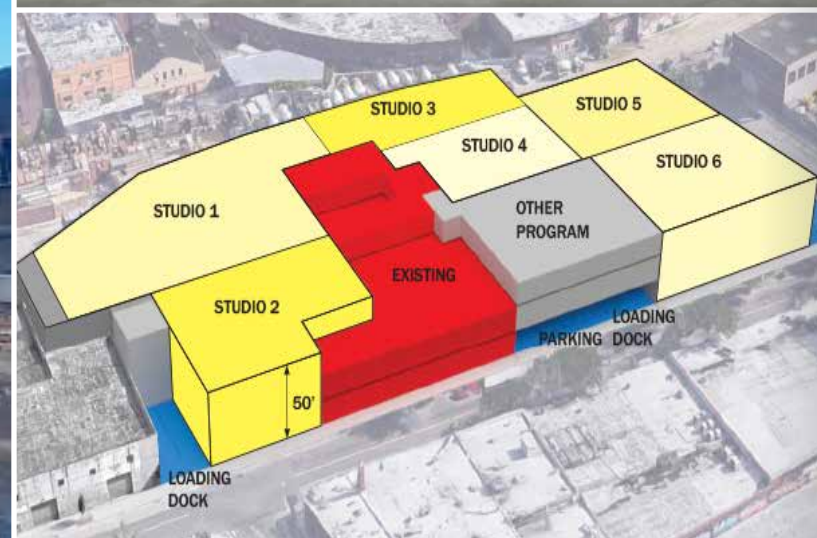 STUDIO 3
STUDIO 5
STUDIO 4
STUDIO 6
STUDIO 1
OTHER
PROGRAM
EXISTING
STUDIO 2
PARKING
LOADING
DOCK
50'
LOADING
DOCK